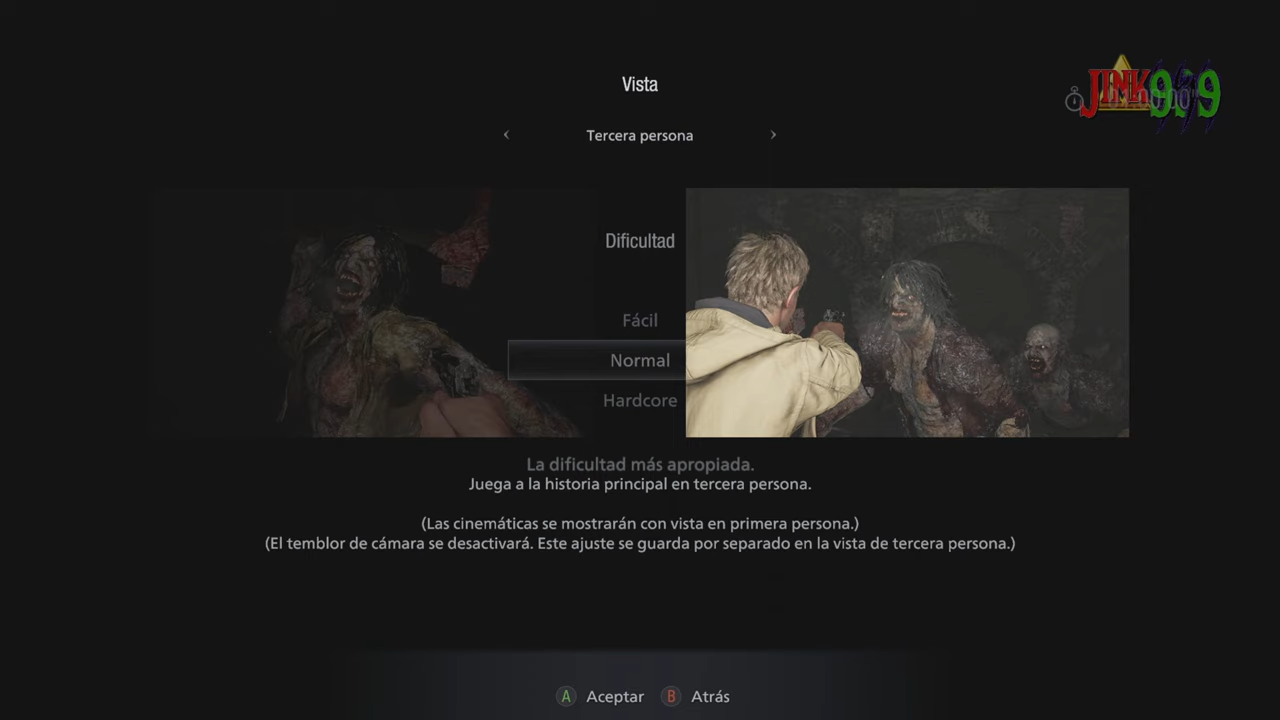 Vista
JINK999
Tercera persona
Dificultad
Fácil
Normal
Hardcore
La dificultad más apropiada.
Juega a la historia principal en tercera persona.
(Las cinemáticas se mostrarán con vista en primera persona.)
(El temblor de cámara se desactivará. Este ajuste se guarda por separado en la vista de tercera persona.)
A Aceptar B Atrás